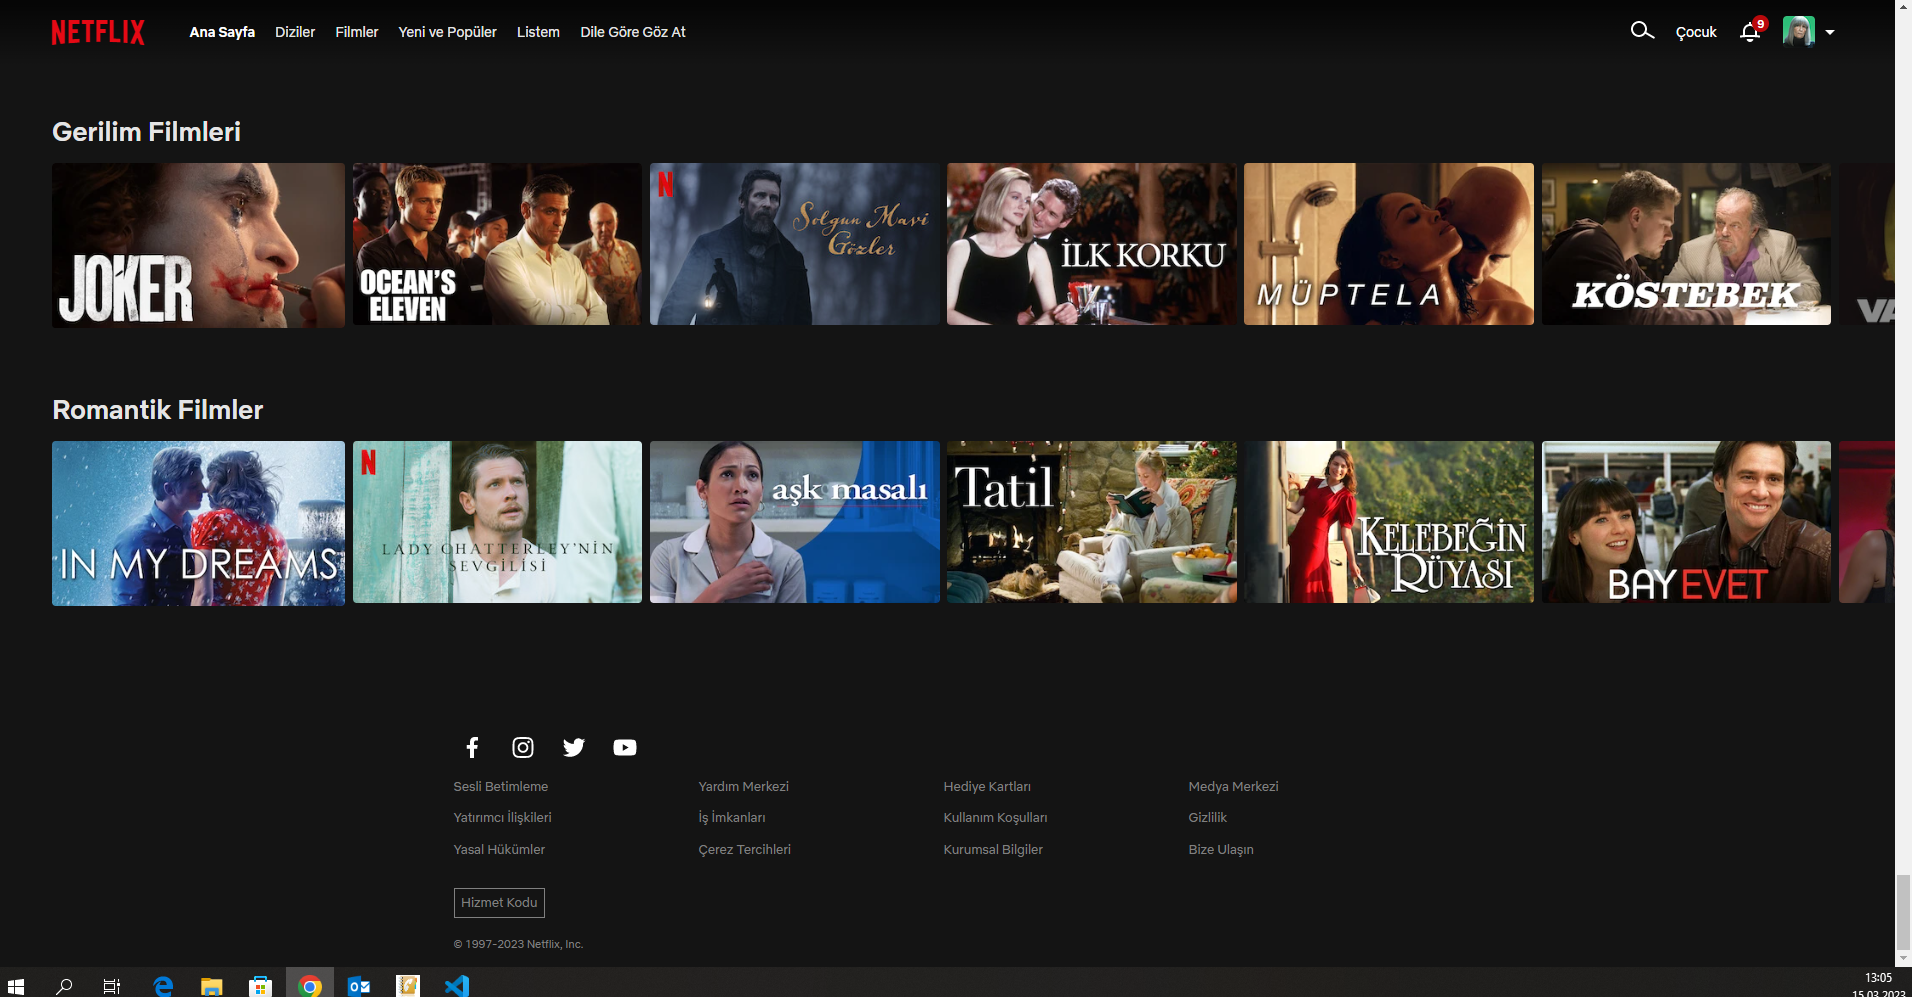 NETFLIX Ana Sayfa Diziler Filmler Yeni ve Popüler Listem Dile Göre Göz At Çocuk 9
Gerilim Filmleri
JOKER
OCEAN'S
ELEVEN
N
Solgun Mavi
Gözler
İLK KORKU
MÜPTELA
KÖSTEBEK
Romantik Filmler
IN MY DREAMS
N
LADY CHATTERLEY'NİN
SEVGİLİSİ
aşk masalı
Tatil
KELEBEĞİN
RÜYASI
BAY EVET
Sesli Betimleme Yardım Merkezi Hediye Kartları Medya Merkezi
Yatırımcı İlişkileri İş İmkanları Kullanım Koşulları Gizlilik
Yasal Hükümler Çerez Tercihleri Kurumsal Bilgiler Bize Ulaşın
Hizmet Kodu
© 1997-2023 Netflix, Inc.
13:05
15.03.2023